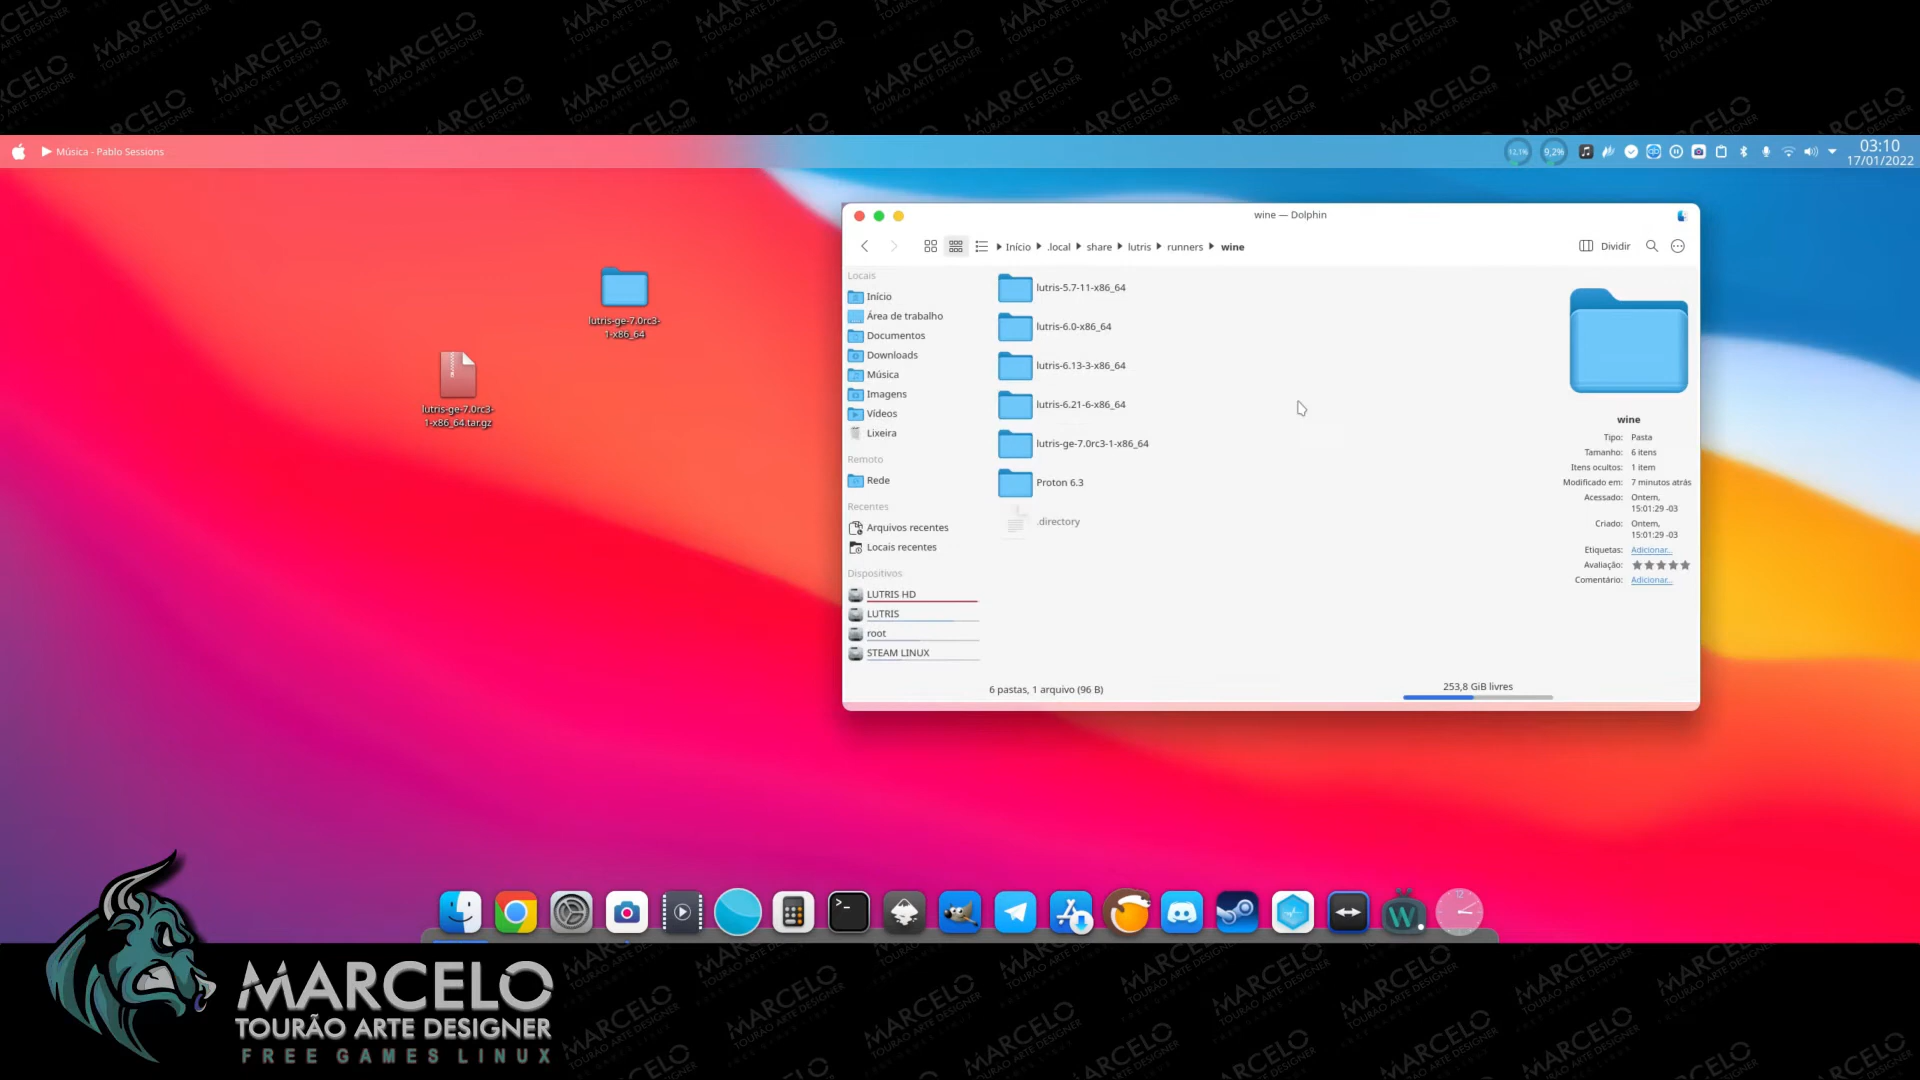 Música - Pablo Sessions
9,2%
03:10
17/01/2022
wine — Dolphin
Início .local share lutris runners wine
Dividir
Locais
Início
Área de trabalho
Documentos
Downloads
Música
Imagens
Vídeos
Lixeira
Remoto
Rede
Recentes
Arquivos recentes
Locais recentes
Dispositivos
LUTRIS HD
LUTRIS
root
STEAM LINUX
lutris-5.7-11-x86_64
lutris-6.0-x86_64
lutris-6.13-3-x86_64
lutris-6.21-6-x86_64
lutris-ge-7.0rc3-1-x86_64
Proton 6.3
.directory
wine
Tipo: Pasta
Tamanho: 6 itens
Itens ocultos: 1 item
Modificado em: 7 minutos atrás
Acessado: Ontem,
15:01:29 -03
Criado: Ontem,
15:01:29 -03
Etiquetas: Adicionar...
Avaliação:
Comentário: Adicionar...
6 pastas, 1 arquivo (96 B)
253,8 GiB livres
lutris-ge-7.0rc3-
1-x86_64
lutris-ge-7.0rc3-
1-x86_64.tar.gz
MARCELO
TOURÃO ARTE DESIGNER
FREE GAMES LINUX